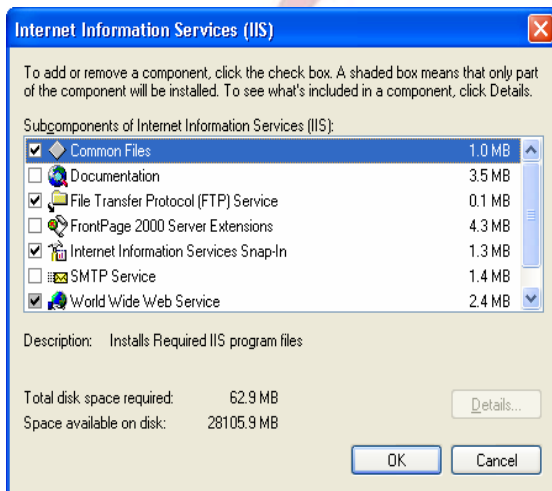 Internet Information Services (IIS)
To add or remove a component, click the check box. A shaded box means that only part
of the component will be installed. To see what's included in a component, click Details.
Subcomponents of Internet Information Services (IIS):
Common Files 1.0 MB
Documentation 3.5 MB
File Transfer Protocol (FTP) Service 0.1 MB
FrontPage 2000 Server Extensions 4.3 MB
Internet Information Services Snap-In 1.3 MB
SMTP Service 1.4 MB
World Wide Web Service 2.4 MB
Description: Installs Required IIS program files
Total disk space required: 62.9 MB
Space available on disk: 28105.9 MB
Details...
OK Cancel